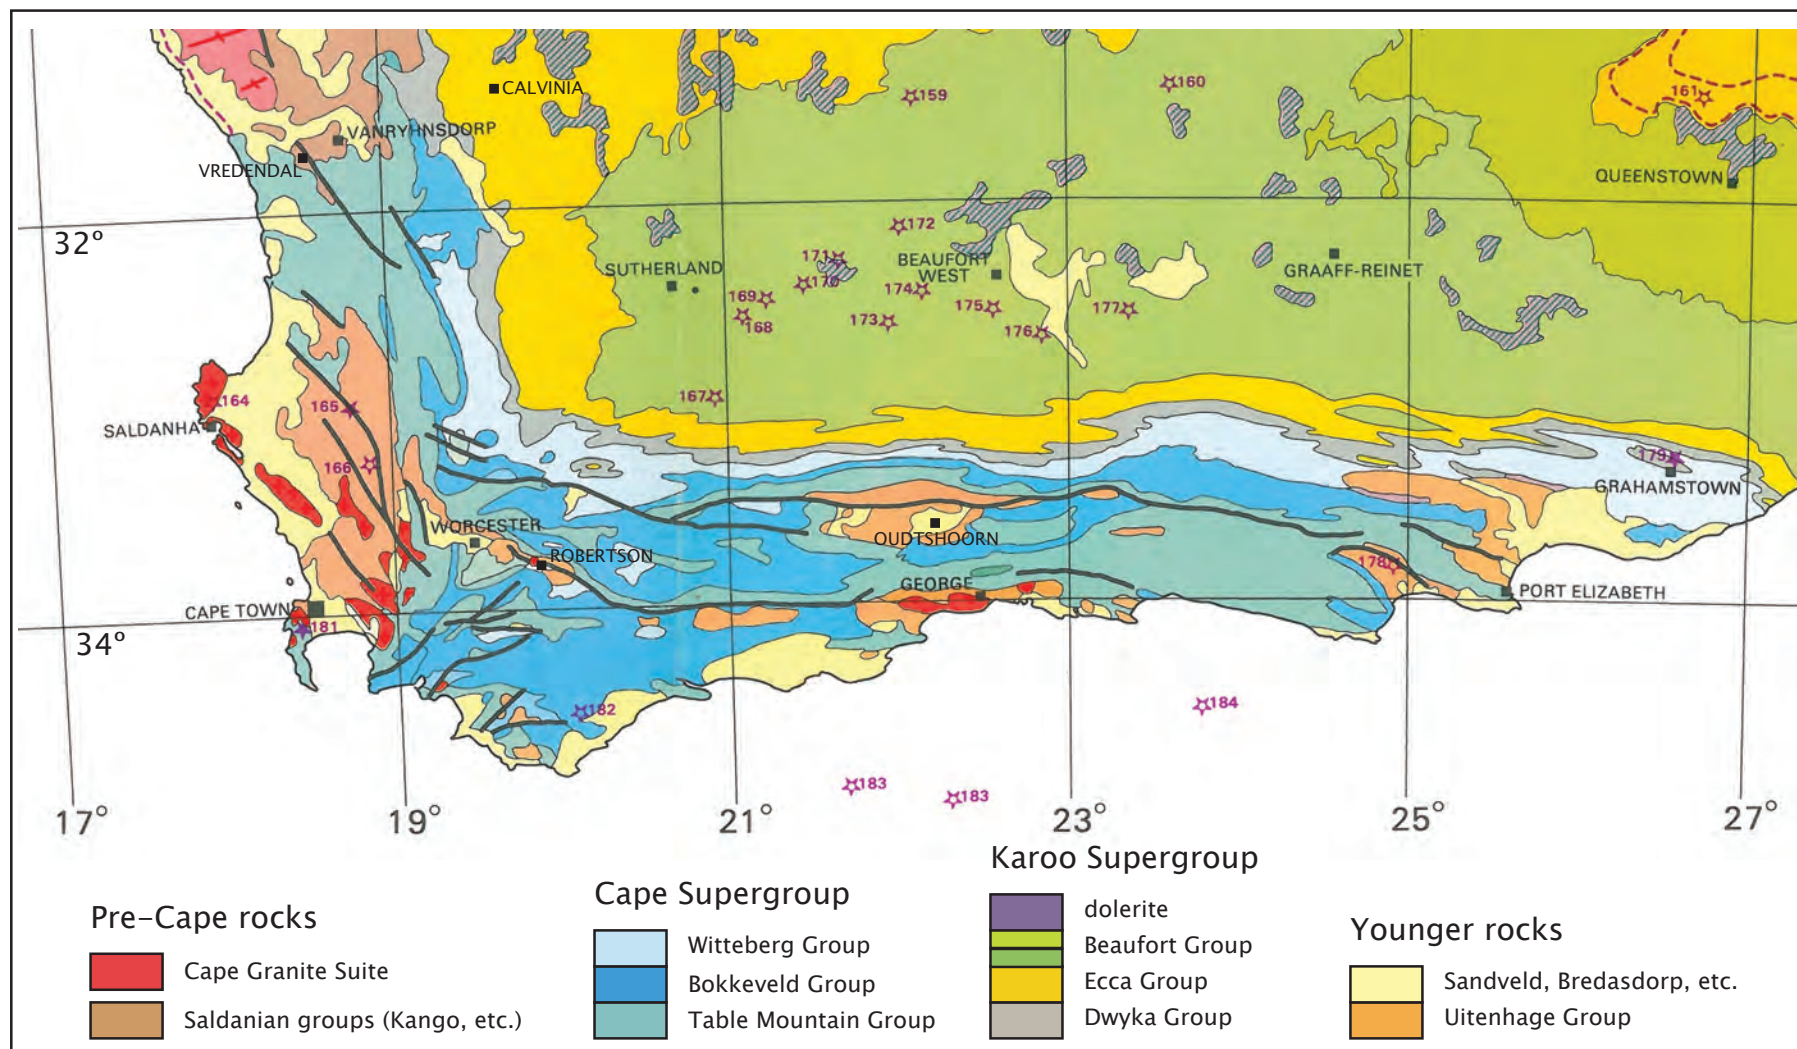 CALVINIA
159
160
161
VANRYHNSDORP
VREDENDAL
QUEENSTOWN
32°
172
171
BEAUFORT
WEST
SUTHERLAND
GRAAFF-REINET
170
174
169
168
173
175
176
177
167
164
165
SALDANHA
166
179
GRAHAMSTOWN
WORCESTER
OUDTSHOORN
ROBERTSON
178
GEORGE
PORT ELIZABETH
CAPE TOWN
181
34°
182
184
183
183
17°
19°
21°
23°
25°
27°
Pre-Cape rocks
Cape Granite Suite
Saldanian groups (Kango, etc.)
Cape Supergroup
Witteberg Group
Bokkeveld Group
Table Mountain Group
Karoo Supergroup
dolerite
Beaufort Group
Ecca Group
Dwyka Group
Younger rocks
Sandveld, Bredasdorp, etc.
Uitenhage Group